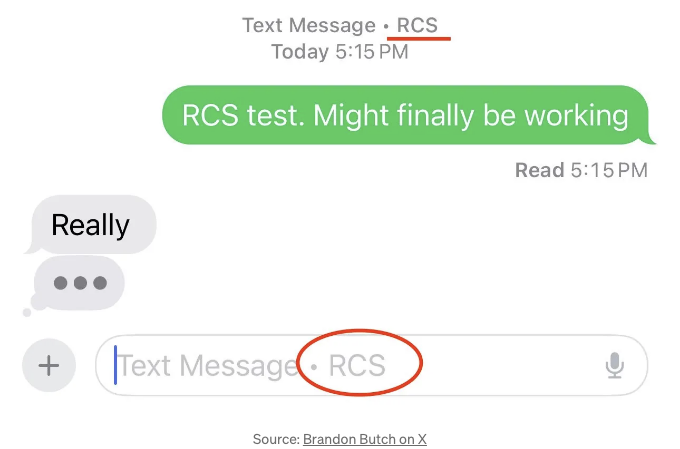 Text Message • RCS
Today 5:15 PM
RCS test. Might finally be working
Read 5:15 PM
Really
Text Message • RCS
Source: Brandon Butch on X